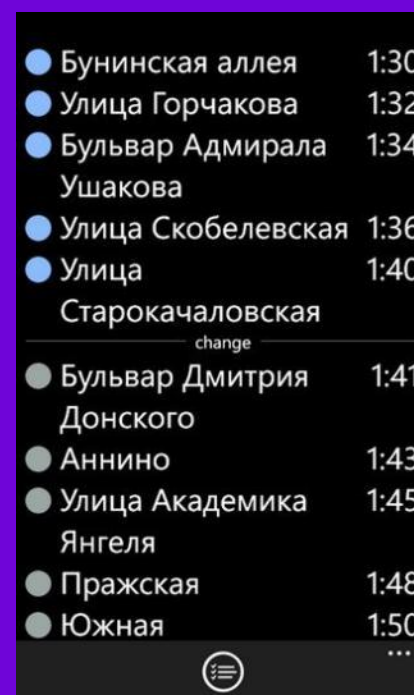 Бунинская аллея 1:30
Улица Горчакова 1:32
Бульвар Адмирала 1:34
Ушакова
Улица Скобелевская 1:36
Улица 1:40
Старокачаловская
change
Бульвар Дмитрия 1:41
Донского
Аннино 1:43
Улица Академика 1:45
Янгеля
Пражская 1:48
Южная 1:50